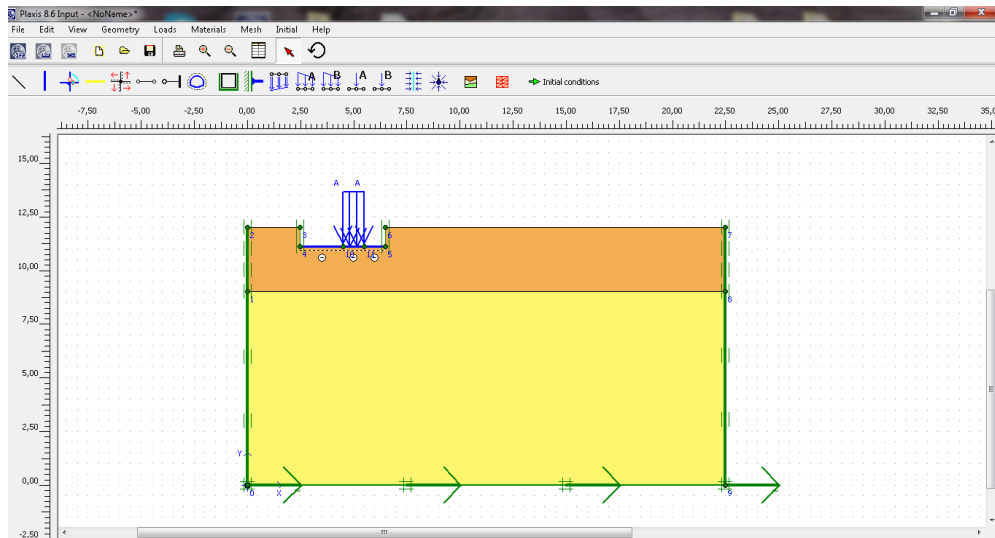 Plaxis 8.6 Input - <NoName>*
File Edit View Geometry Loads Materials Mesh Initial Help
A B A B Initial conditions
-7,50 -5,00 -2,50 0,00 2,50 5,00 7,50 10,00 12,50 15,00 17,50 20,00 22,50 25,00 27,50 30,00 32,50 35,0
15,00
A A
12,50
2 3 6 7
4 10 5
10,00
1 8
7,50
5,00
2,50
Y
0,00
0 X 9
-2,50